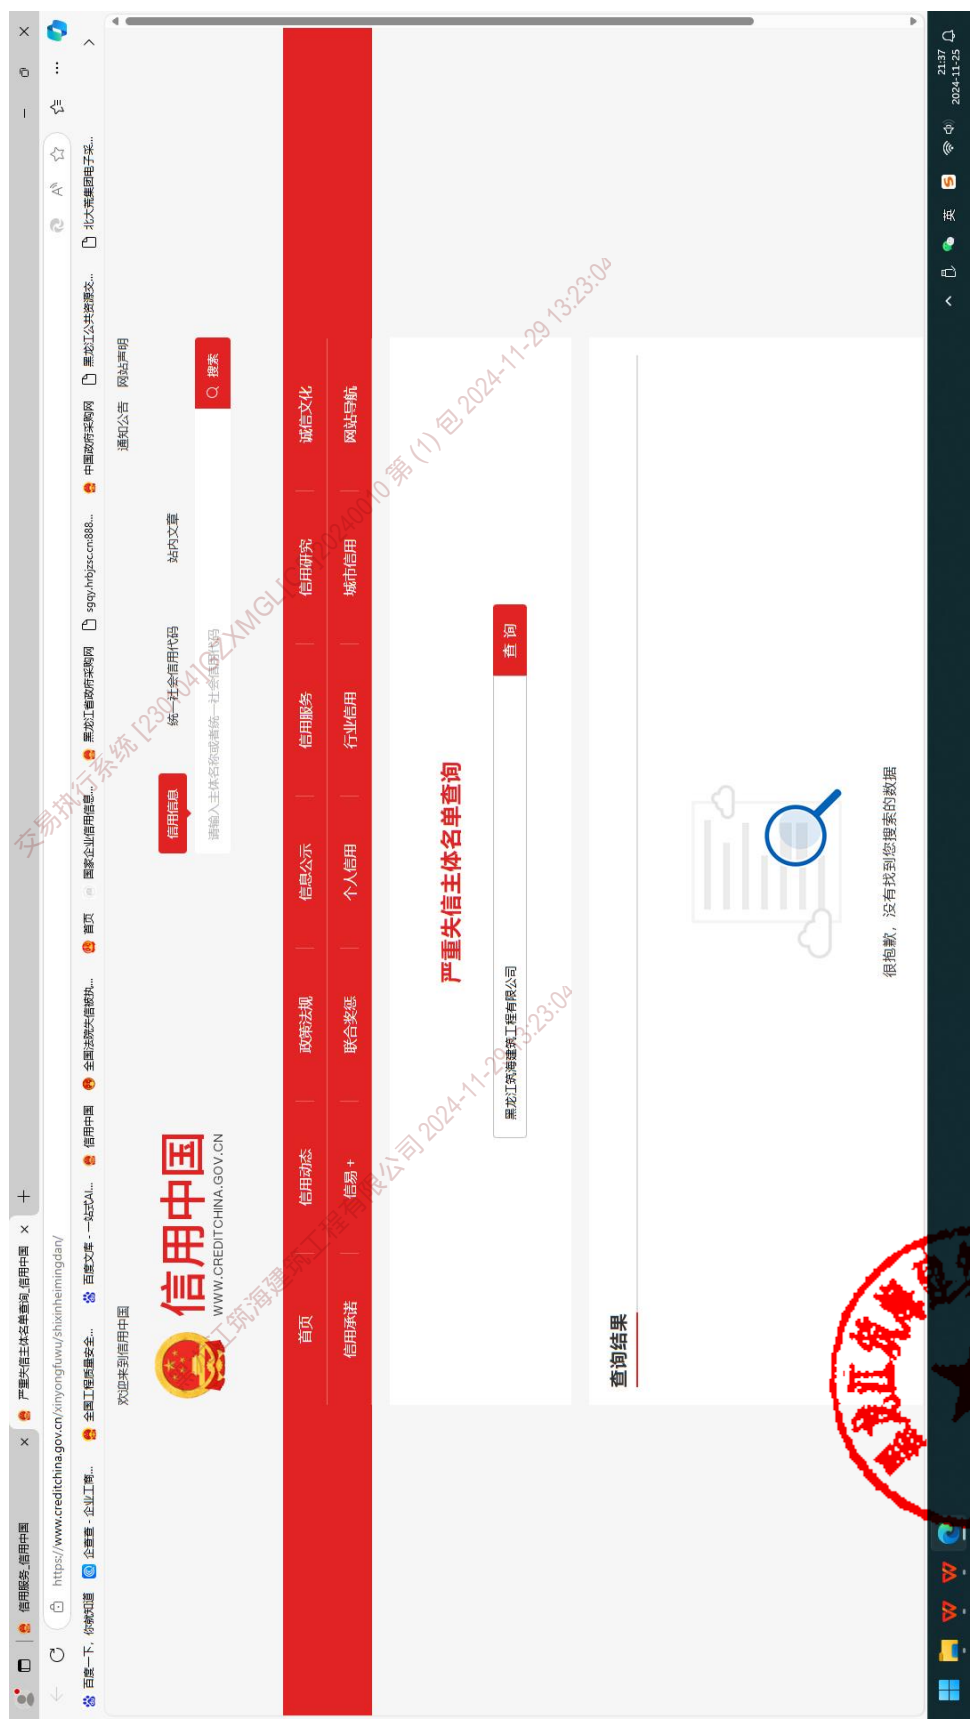 信用服务_信用中国
严重失信主体名单查询_信用中国
https://www.creditchina.gov.cn/xinyongfuwu/shixinheimingdan/
百度一下，你就知道
企查查 - 企业工商...
全国工程质量安全...
百度文库 - 一站式AI...
信用中国
全国法院失信被执...
首页
国家企业信用信息...
黑龙江省政府采购网
sgqy.hrbjzsc.cn:888...
中国政府采购网
黑龙江公共资源交...
北大荒集团电子采...
欢迎来到信用中国
通知公告 网站声明
信用中国
WWW.CREDITCHINA.GOV.CN
信用信息 统一社会信用代码 站内文章
请输入主体名称或者统一社会信用代码
搜索
首页 信用动态 政策法规 信息公示 信用服务 信用研究 诚信文化
信用承诺 信易+ 联合奖惩 个人信用 行业信用 城市信用 网站导航
严重失信主体名单查询
黑龙江筑海建筑工程有限公司
查询
查询结果
很抱歉，没有找到您搜索的数据
英
21:37
2024-11-25
江筑海建筑工程有限公司 2024-11-29 13:23:04
第 (1) 包 2024-11-29 13:23:04
交易执行系统